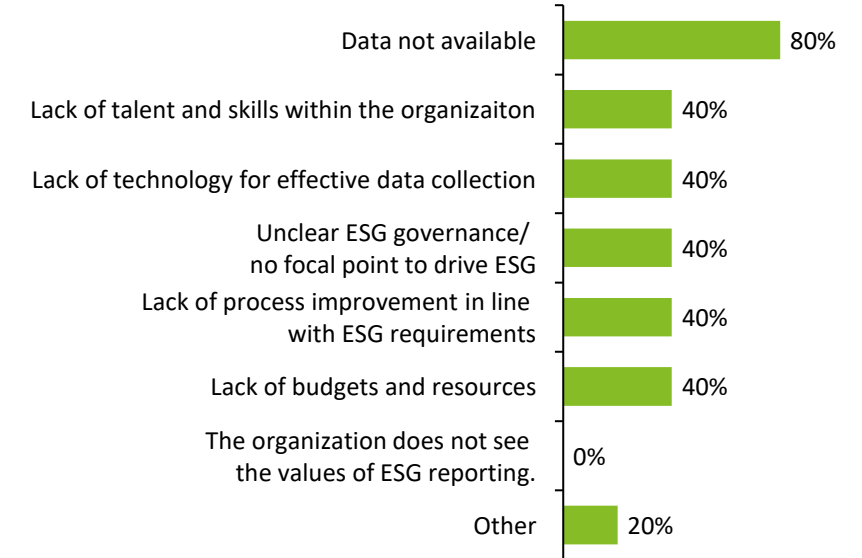 Data not available
80%
Lack of talent and skills within the organizaiton
40%
Lack of technology for effective data collection
40%
Unclear ESG governance/
no focal point to drive ESG
40%
Lack of process improvement in line
with ESG requirements
40%
Lack of budgets and resources
40%
The organization does not see
the values of ESG reporting.
0%
Other
20%